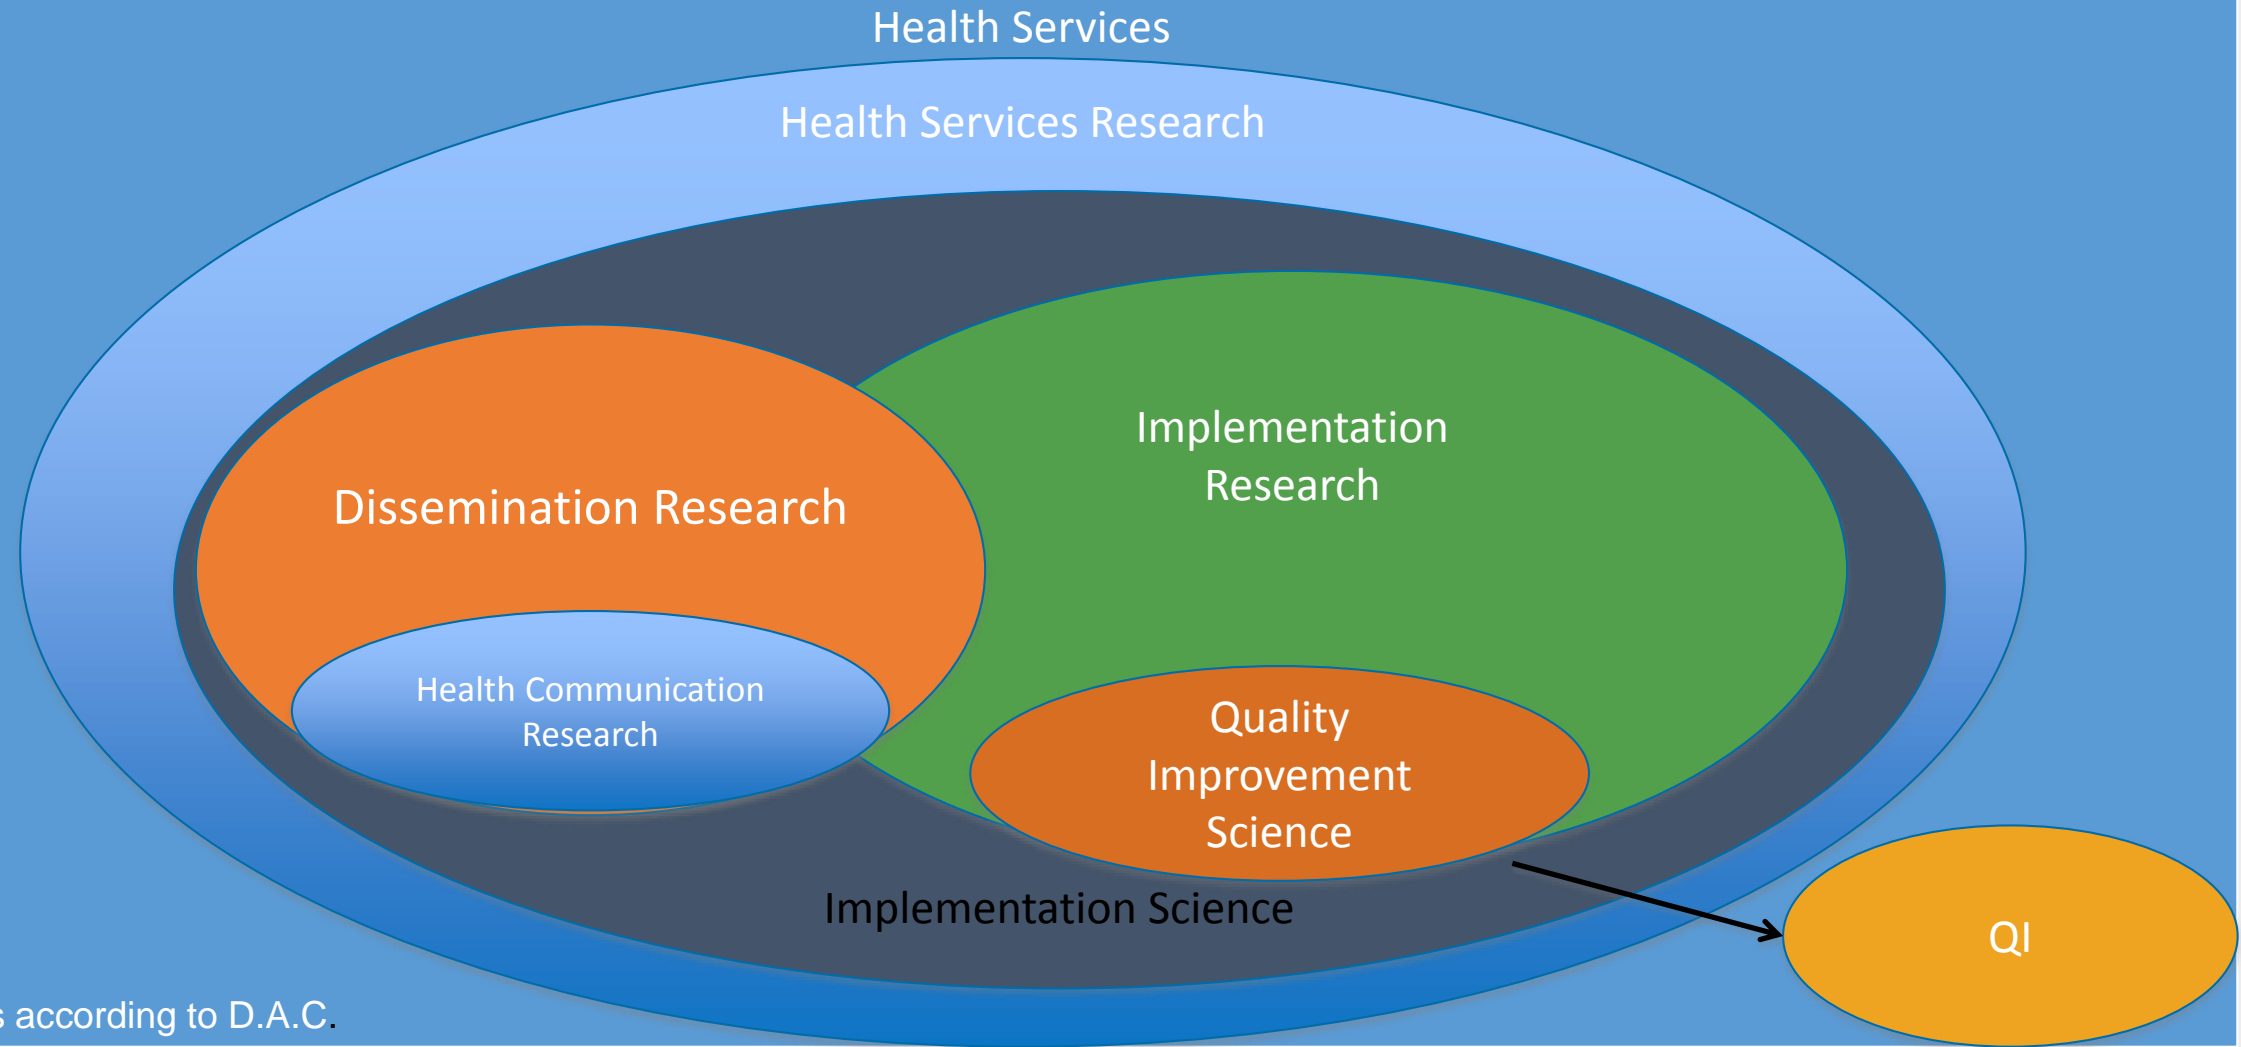 Health Services
Health Services Research
Implementation
Research
Dissemination Research
Health Communication
Research
Quality
Improvement
Science
Implementation Science
QI
s according to D.A.C.